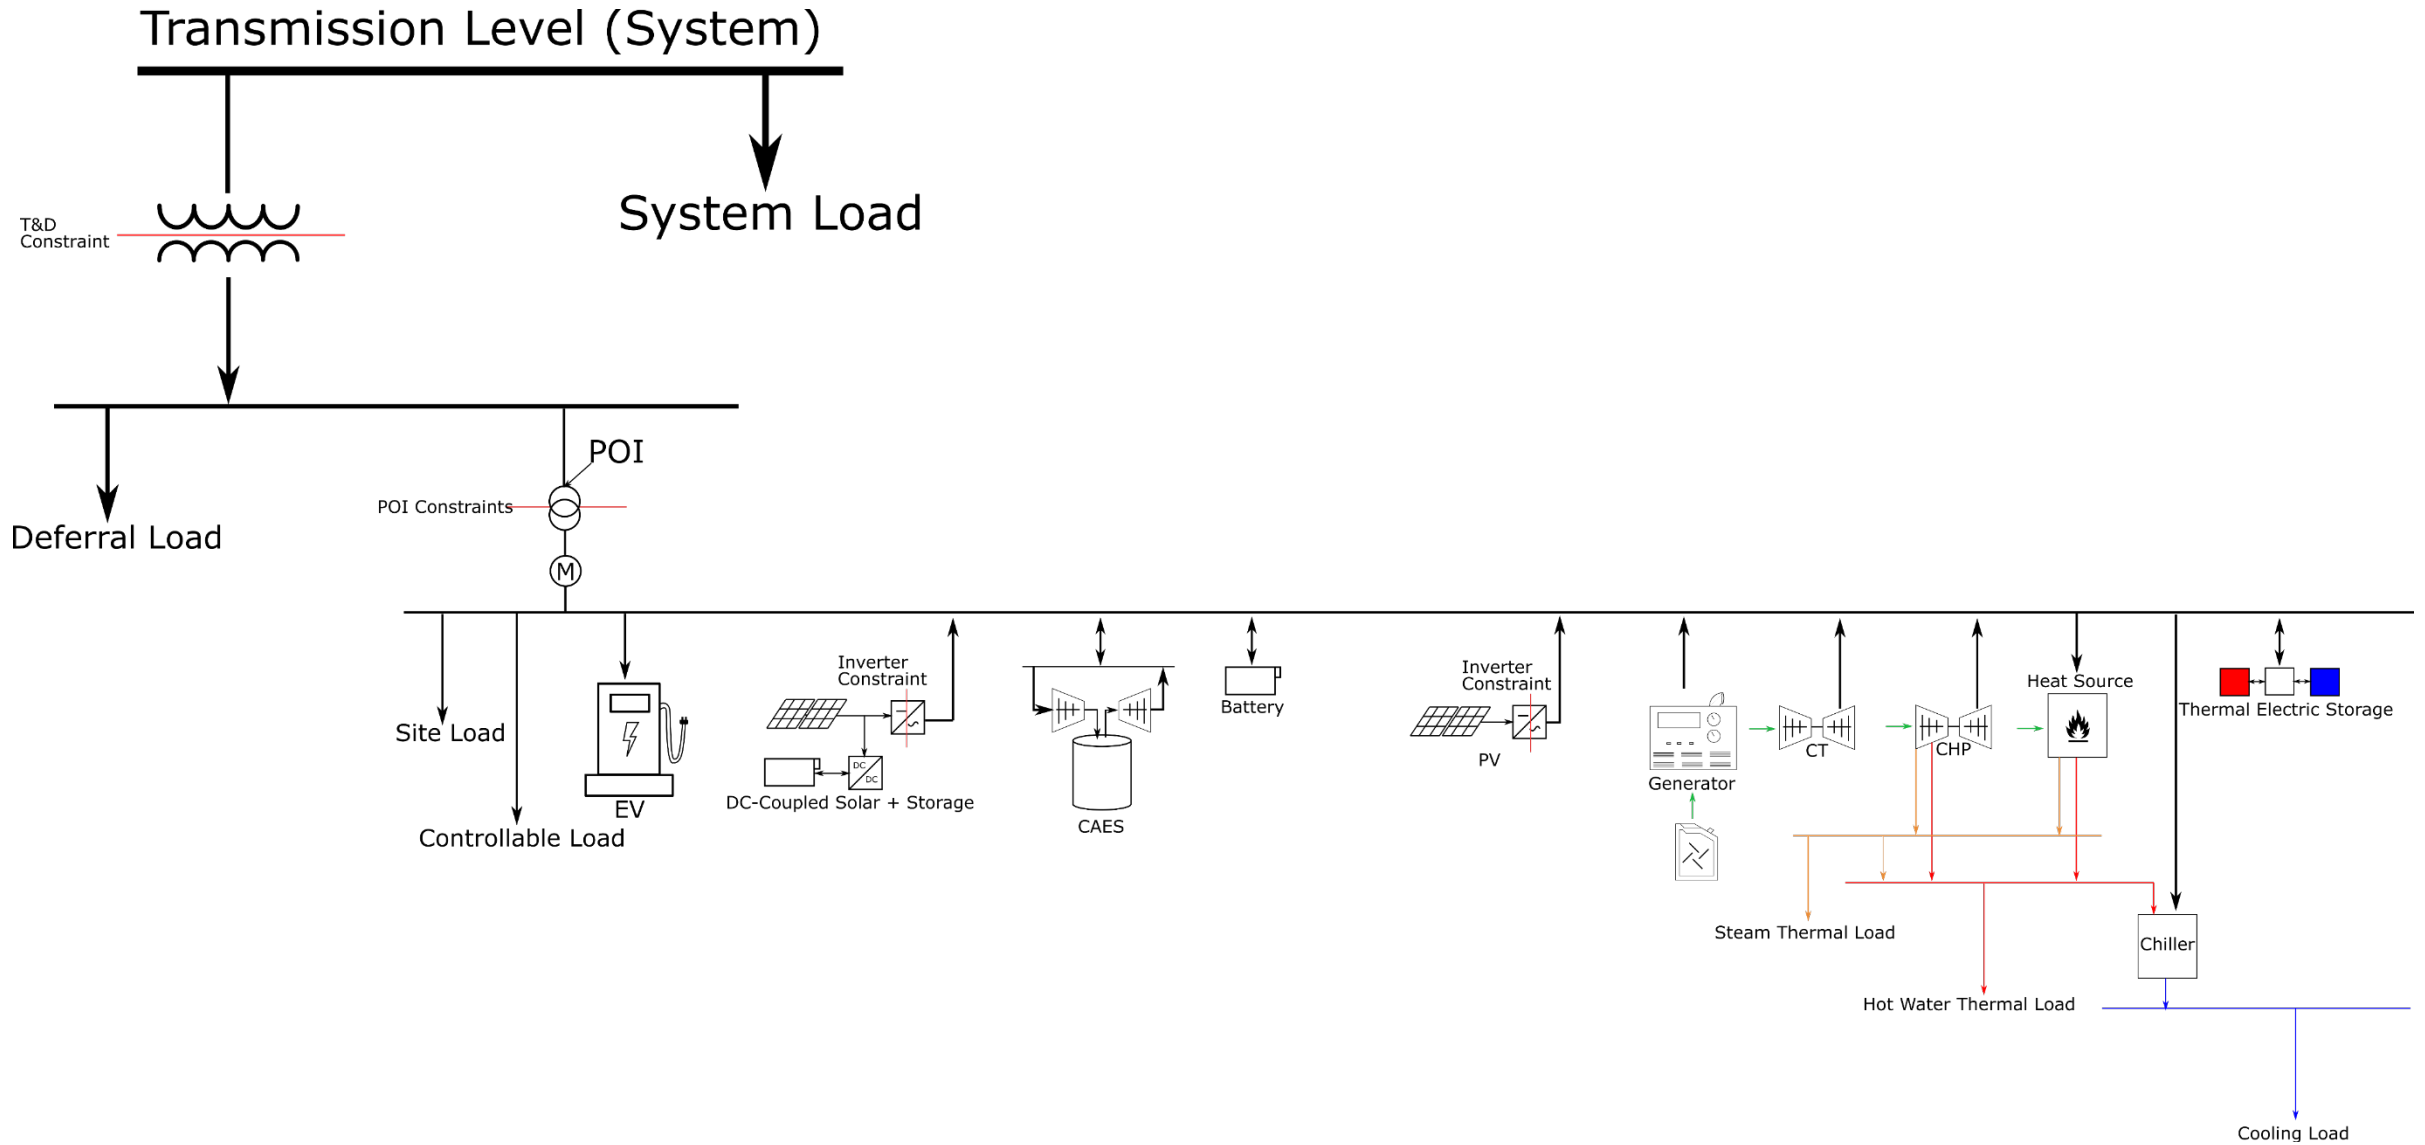 Transmission Level (System)
System Load
T&D
Constraint
POI
POI Constraints
Deferral Load
M
Site Load
Controllable Load
EV
Inverter
Constraint
DC
DC
DC-Coupled Solar + Storage
CAES
Battery
Inverter
Constraint
PV
Generator
CT
CHP
Heat Source
Thermal Electric Storage
Steam Thermal Load
Hot Water Thermal Load
Chiller
Cooling Load